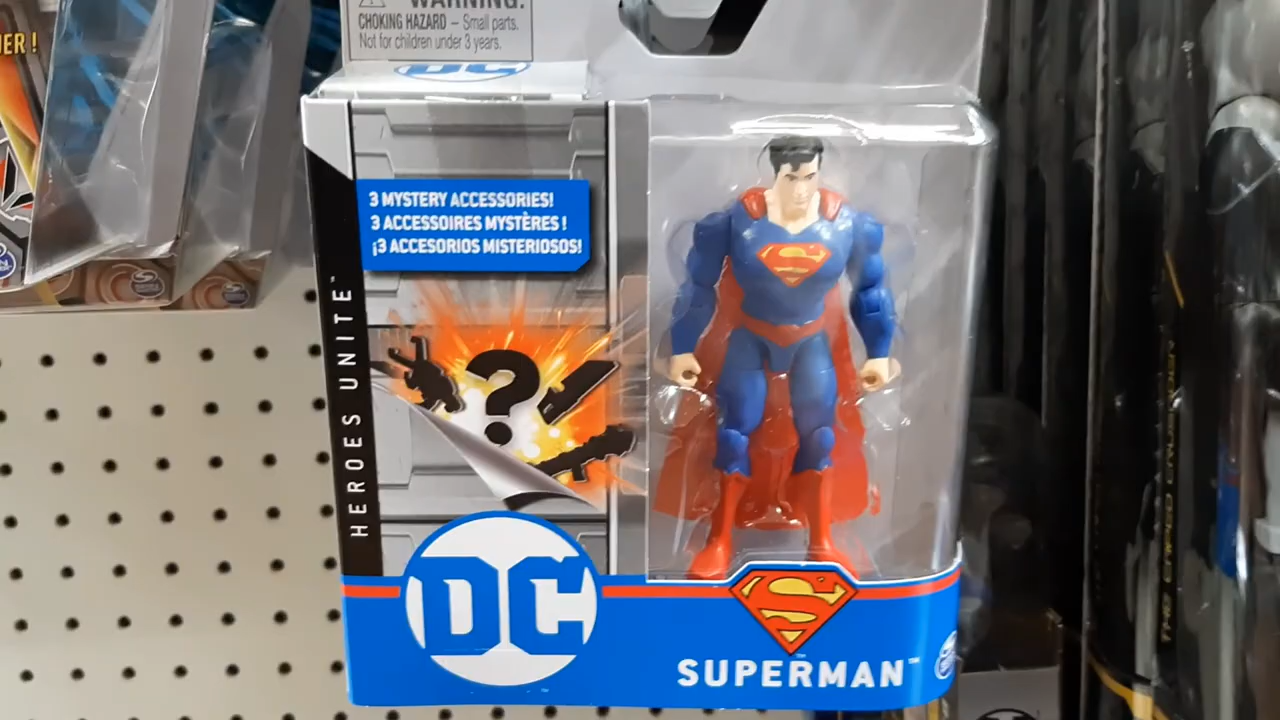 WARNING:
CHOKING HAZARD – Small parts.
Not for children under 3 years.
3 MYSTERY ACCESSORIES!
3 ACCESSOIRES MYSTÈRES !
¡3 ACCESORIOS MISTERIOSOS!
?
HEROES UNITE™
DC
SUPERMAN™